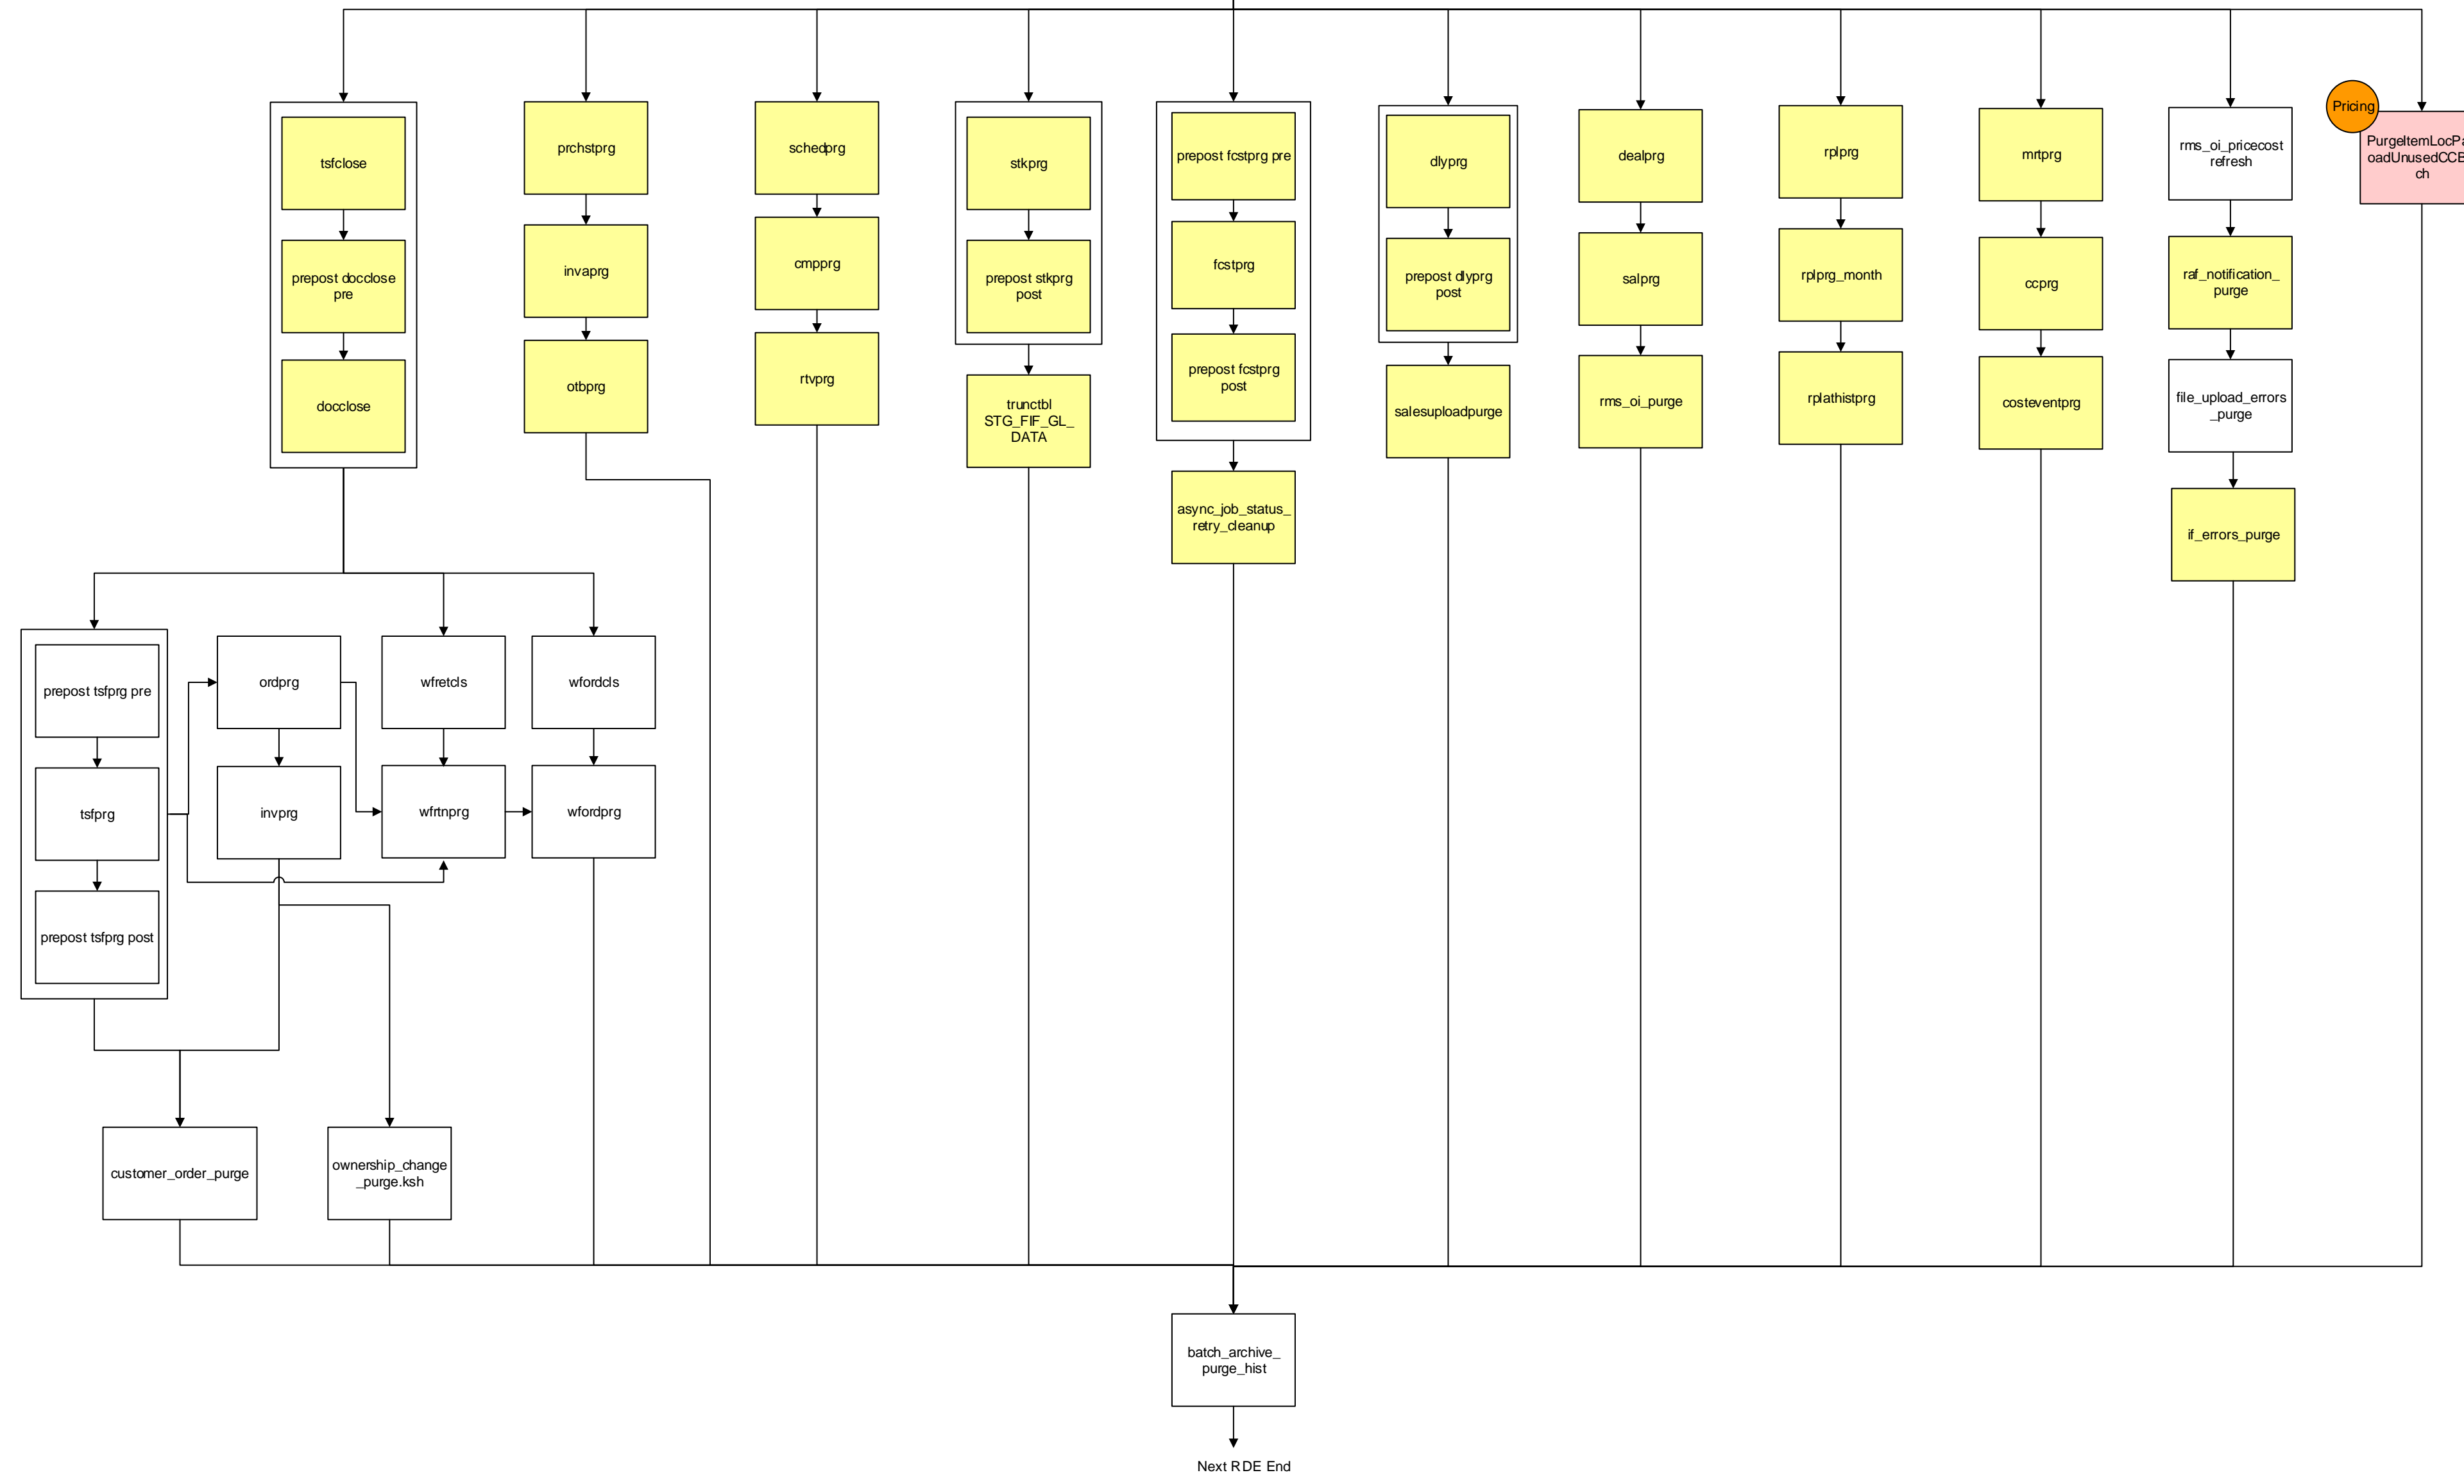 Pricing
tsfclose
prepost docclose
pre
docclose
prchstprg
invaprg
otbprg
schedprg
cmpprg
rtvprg
stkprg
prepost stkprg
post
trunctbl
STG_FIF_GL_
DATA
prepost fcstprg pre
fcstprg
prepost fcstprg
post
async_job_status_
retry_cleanup
dlyprg
prepost dlyprg
post
salesuploadpurge
dealprg
salprg
rms_oi_purge
rplprg
rplprg_month
rplathistprg
mrtprg
ccprg
costeventprg
rms_oi_pricecost
refresh
raf_notification_
purge
file_upload_errors
_purge
if_errors_purge
PurgeItemLocPa
oadUnusedCCB
ch
prepost tsfprg pre
tsfprg
prepost tsfprg post
ordprg
invprg
wfretcls
wfrtnprg
wfordcls
wfordprg
customer_order_purge
ownership_change
_purge.ksh
batch_archive_
purge_hist
Next RDE End